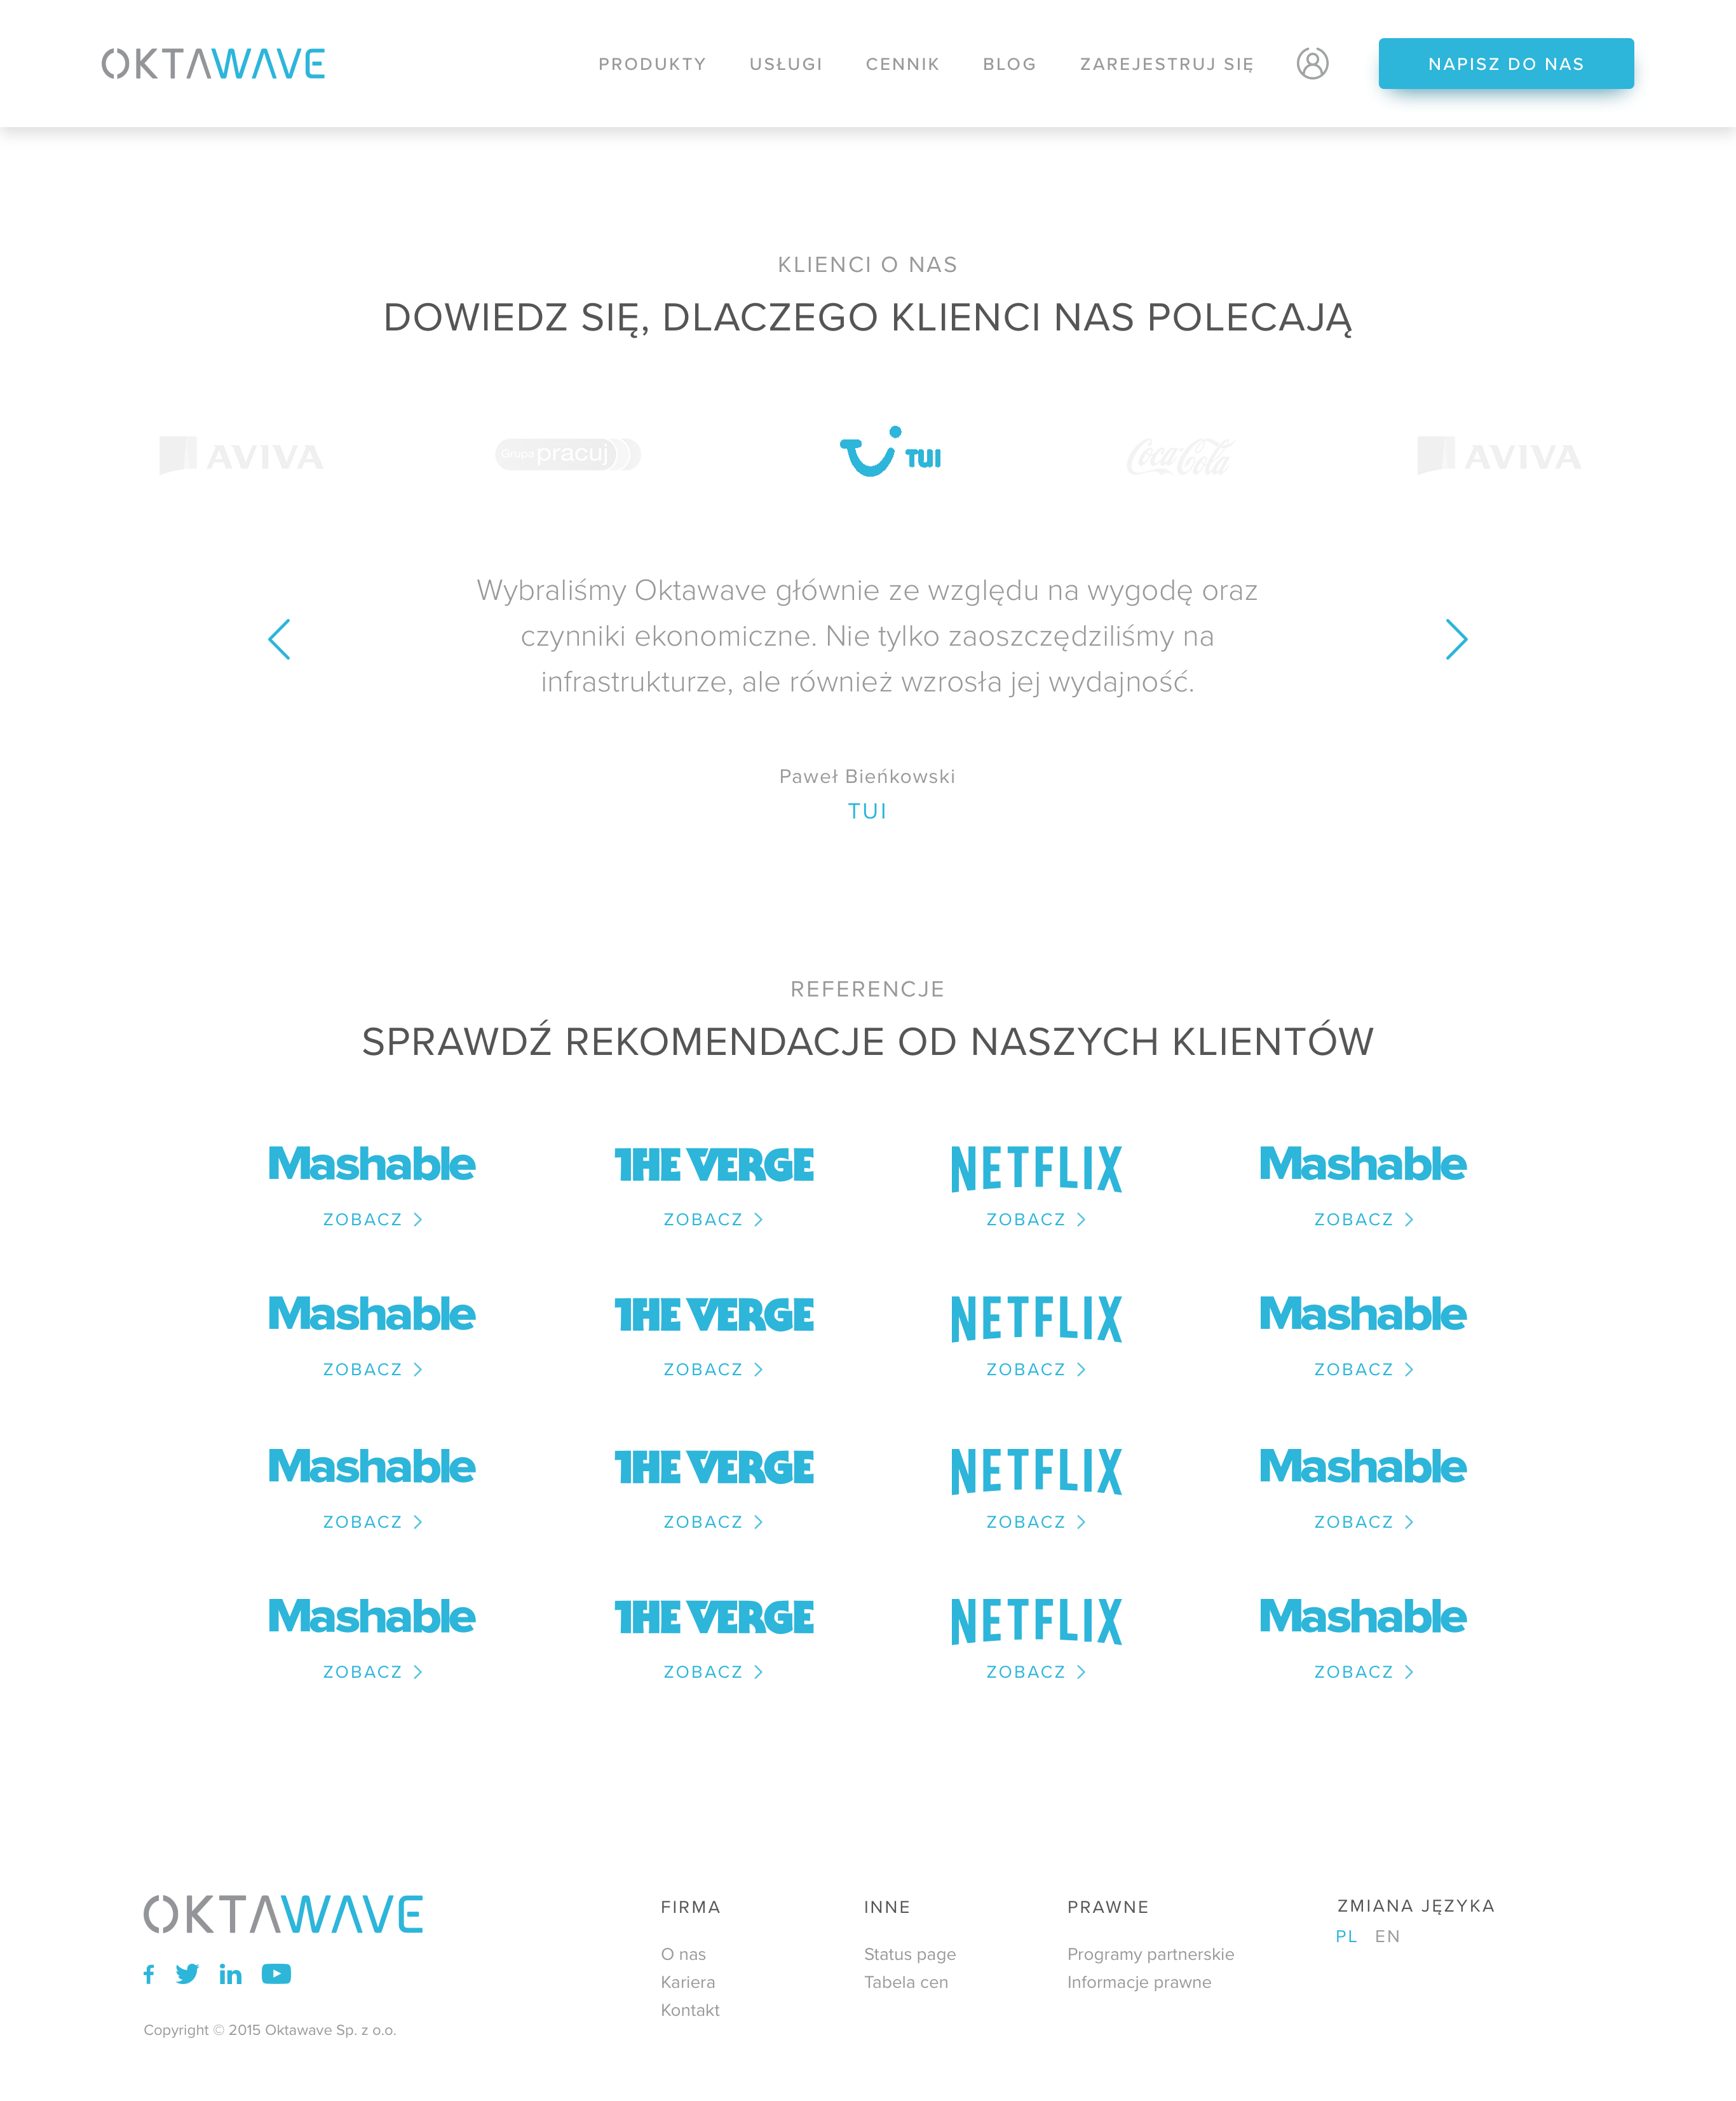 OKTAWAVE PRODUKTY USŁUGI CENNIK BLOG ZAREJESTRUJ SIĘ NAPISZ DO NAS
KLIENCI O NAS
DOWIEDZ SIĘ, DLACZEGO KLIENCI NAS POLECAJĄ
AVIVA Grupa pracuj TUI Coca-Cola AVIVA
Wybraliśmy Oktawave głównie ze względu na wygodę oraz
czynniki ekonomiczne. Nie tylko zaoszczędziliśmy na
infrastrukturze, ale również wzrosła jej wydajność.
Paweł Bieńkowski
TUI
REFERENCJE
SPRAWDŹ REKOMENDACJE OD NASZYCH KLIENTÓW
Mashable THE VERGE NETFLIX Mashable
ZOBACZ ZOBACZ ZOBACZ ZOBACZ
Mashable THE VERGE NETFLIX Mashable
ZOBACZ ZOBACZ ZOBACZ ZOBACZ
Mashable THE VERGE NETFLIX Mashable
ZOBACZ ZOBACZ ZOBACZ ZOBACZ
Mashable THE VERGE NETFLIX Mashable
ZOBACZ ZOBACZ ZOBACZ ZOBACZ
OKTAWAVE
Copyright © 2015 Oktawave Sp. z o.o.
FIRMA
O nas
Kariera
Kontakt
INNE
Status page
Tabela cen
PRAWNE
Programy partnerskie
Informacje prawne
ZMIANA JĘZYKA
PL EN